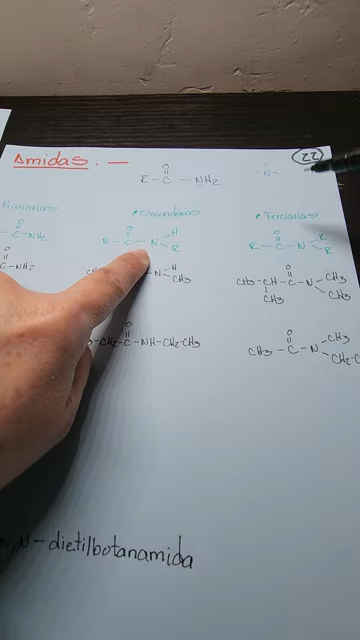 Amidas. —
22
O
R - C - NH2
- N -
Primarias
• Secundarias
• Terciarias
C - NH2
O
R - C - N
H
R
O
R - C - N
R
R
C - NH2
N
H
CH3
O
CH3 - CH - C - N
CH3
CH3
CH3
O
- CH2 - C - NH - CH2 - CH3
O
CH3 - C - N
CH3
CH2 - C
N,N - dietilbotanamida